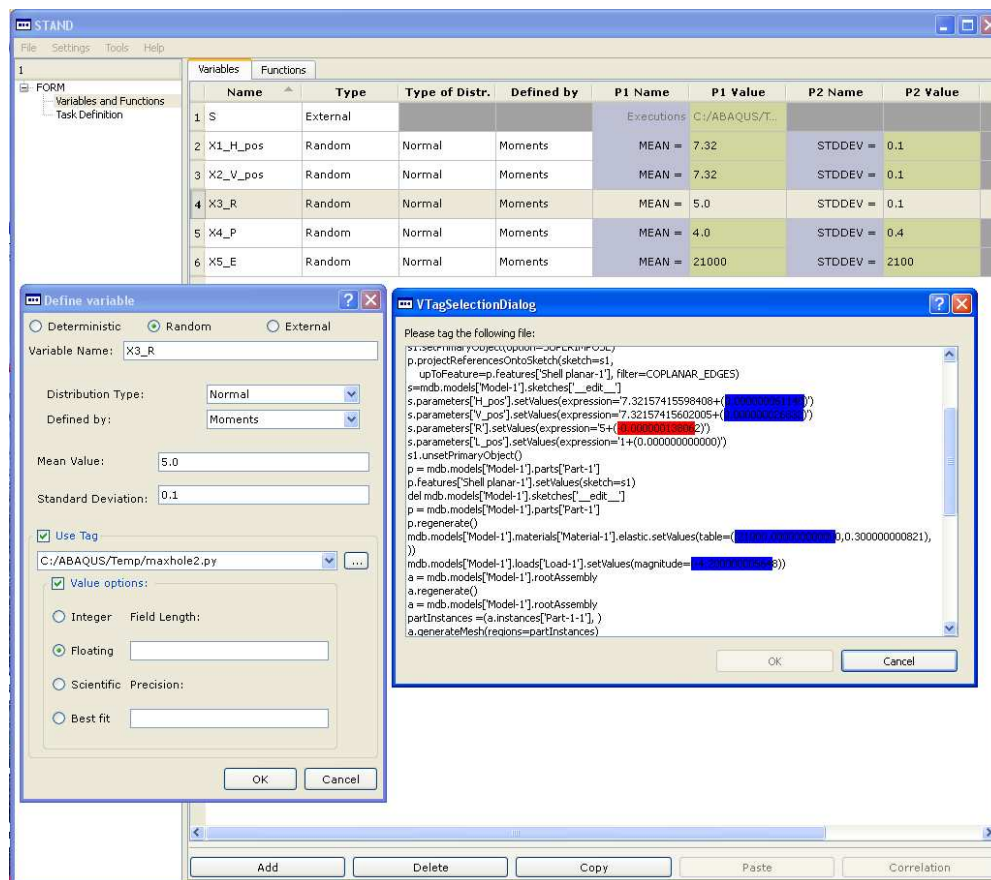 STAND
File Settings Tools Help
1
FORM
Variables and Functions
Task Definition
Variables Functions
Name Type Type of Distr. Defined by P1 Name P1 Value P2 Name P2 Value
1 S External Executions C:/ABAQUS/T...
2 X1_H_pos Random Normal Moments MEAN = 7.32 STDDEV = 0.1
3 X2_V_pos Random Normal Moments MEAN = 7.32 STDDEV = 0.1
4 X3_R Random Normal Moments MEAN = 5.0 STDDEV = 0.1
5 X4_P Random Normal Moments MEAN = 4.0 STDDEV = 0.4
6 X5_E Random Normal Moments MEAN = 21000 STDDEV = 2100
Define variable
Deterministic Random External
Variable Name: X3_R
Distribution Type: Normal
Defined by: Moments
Mean Value: 5.0
Standard Deviation: 0.1
Use Tag
C:/ABAQUS/Temp/maxhole2.py ...
Value options:
Integer Field Length:
Floating
Scientific Precision:
Best fit
OK Cancel
VTagSelectionDialog
Please tag the following file:
s1.setPrimaryObject(option=SUPERIMPOSE)
p.projectReferencesOntoSketch(sketch=s1,
upToFeature=p.features['Shell planar-1'], filter=COPLANAR_EDGES)
s=mdb.models['Model-1'].sketches['__edit__']
s.parameters['H_pos'].setValues(expression='7.32157415598408+( )')
s.parameters['V_pos'].setValues(expression='7.32157415602005+( )')
s.parameters['R'].setValues(expression='5+(-0.000000138062)')
s.parameters['L_pos'].setValues(expression='1+(0.000000000000)')
s1.unsetPrimaryObject()
p = mdb.models['Model-1'].parts['Part-1']
p.features['Shell planar-1'].setValues(sketch=s1)
del mdb.models['Model-1'].sketches['__edit__']
p = mdb.models['Model-1'].parts['Part-1']
p.regenerate()
mdb.models['Model-1'].materials['Material-1'].elastic.setValues(table=( 0,0.300000000821),
))
mdb.models['Model-1'].loads['Load-1'].setValues(magnitude= 8))
a = mdb.models['Model-1'].rootAssembly
a.regenerate()
a = mdb.models['Model-1'].rootAssembly
partInstances =(a.instances['Part-1-1'], )
a.generateMesh(regions=partInstances)
OK Cancel
Add Delete Copy Paste Correlation